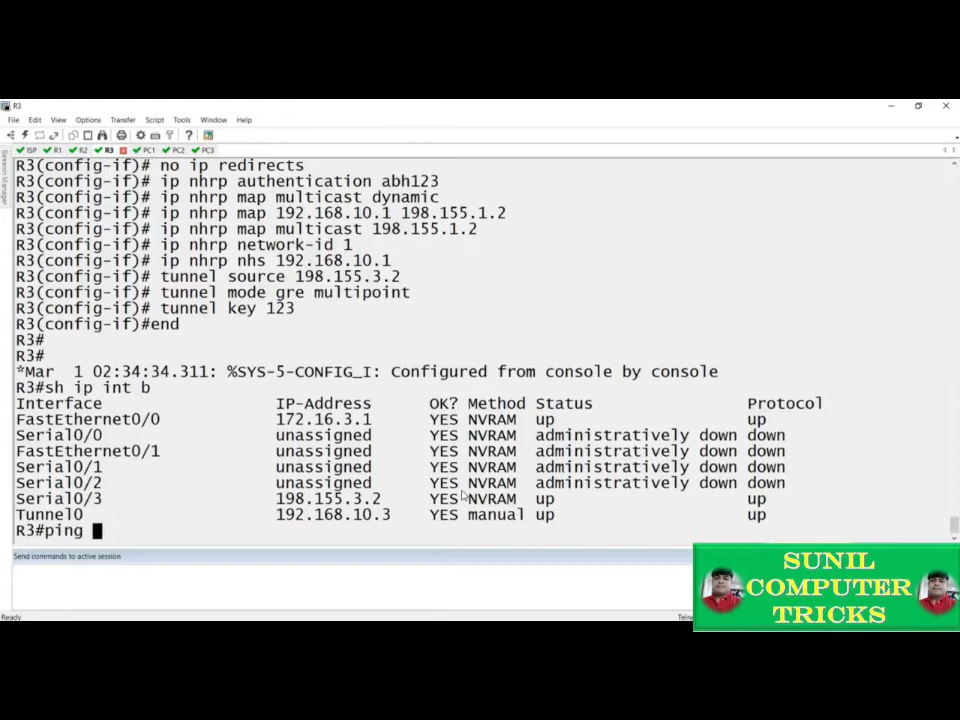 R3
File Edit View Options Transfer Script Tools Window Help
ISP R1 R2 R3 PC1 PC2 PC3
Session Manager
R3(config-if)# no ip redirects
R3(config-if)# ip nhrp authentication abh123
R3(config-if)# ip nhrp map multicast dynamic
R3(config-if)# ip nhrp map 192.168.10.1 198.155.1.2
R3(config-if)# ip nhrp map multicast 198.155.1.2
R3(config-if)# ip nhrp network-id 1
R3(config-if)# ip nhrp nhs 192.168.10.1
R3(config-if)# tunnel source 198.155.3.2
R3(config-if)# tunnel mode gre multipoint
R3(config-if)# tunnel key 123
R3(config-if)#end
R3#
R3#
*Mar  1 02:34:34.311: %SYS-5-CONFIG_I: Configured from console by console
R3#sh ip int b
Interface IP-Address OK? Method Status Protocol
FastEthernet0/0 172.16.3.1 YES NVRAM up up
Serial0/0 unassigned YES NVRAM administratively down down
FastEthernet0/1 unassigned YES NVRAM administratively down down
Serial0/1 unassigned YES NVRAM administratively down down
Serial0/2 unassigned YES NVRAM administratively down down
Serial0/3 198.155.3.2 YES NVRAM up up
Tunnel0 192.168.10.3 YES manual up up
R3#ping
Send commands to active session
Ready
SUNIL
COMPUTER
TRICKS